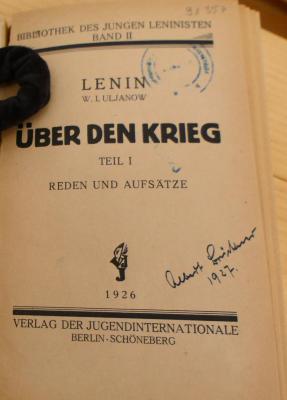 BIBLIOTHEK DES JUNGEN LENINISTEN
BAND II
LENIN
W. I. ULJANOW
ÜBER DEN KRIEG
TEIL I
REDEN UND AUFSÄTZE
1927.
1926
VERLAG DER JUGENDINTERNATIONALE
BERLIN-SCHÖNEBERG